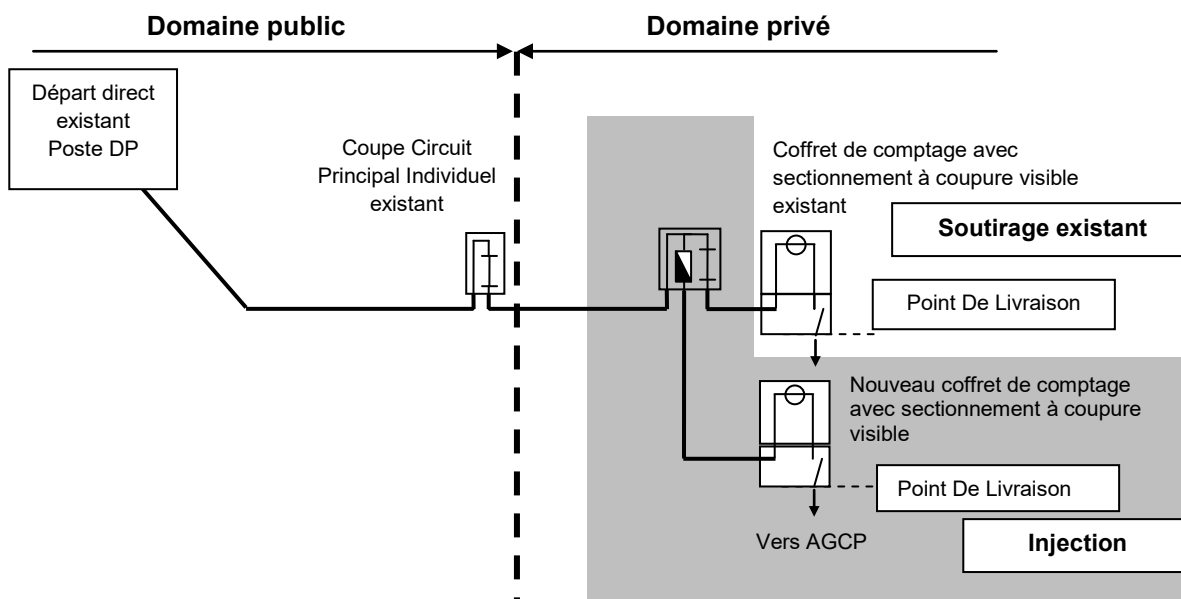 Domaine public
Domaine privé
Départ direct
existant
Poste DP
Coupe Circuit
Principal Individuel
existant
Coffret de comptage avec
sectionnement à coupure visible
existant
Soutirage existant
Point De Livraison
Nouveau coffret de comptage
avec sectionnement à coupure
visible
Point De Livraison
Vers AGCP
Injection